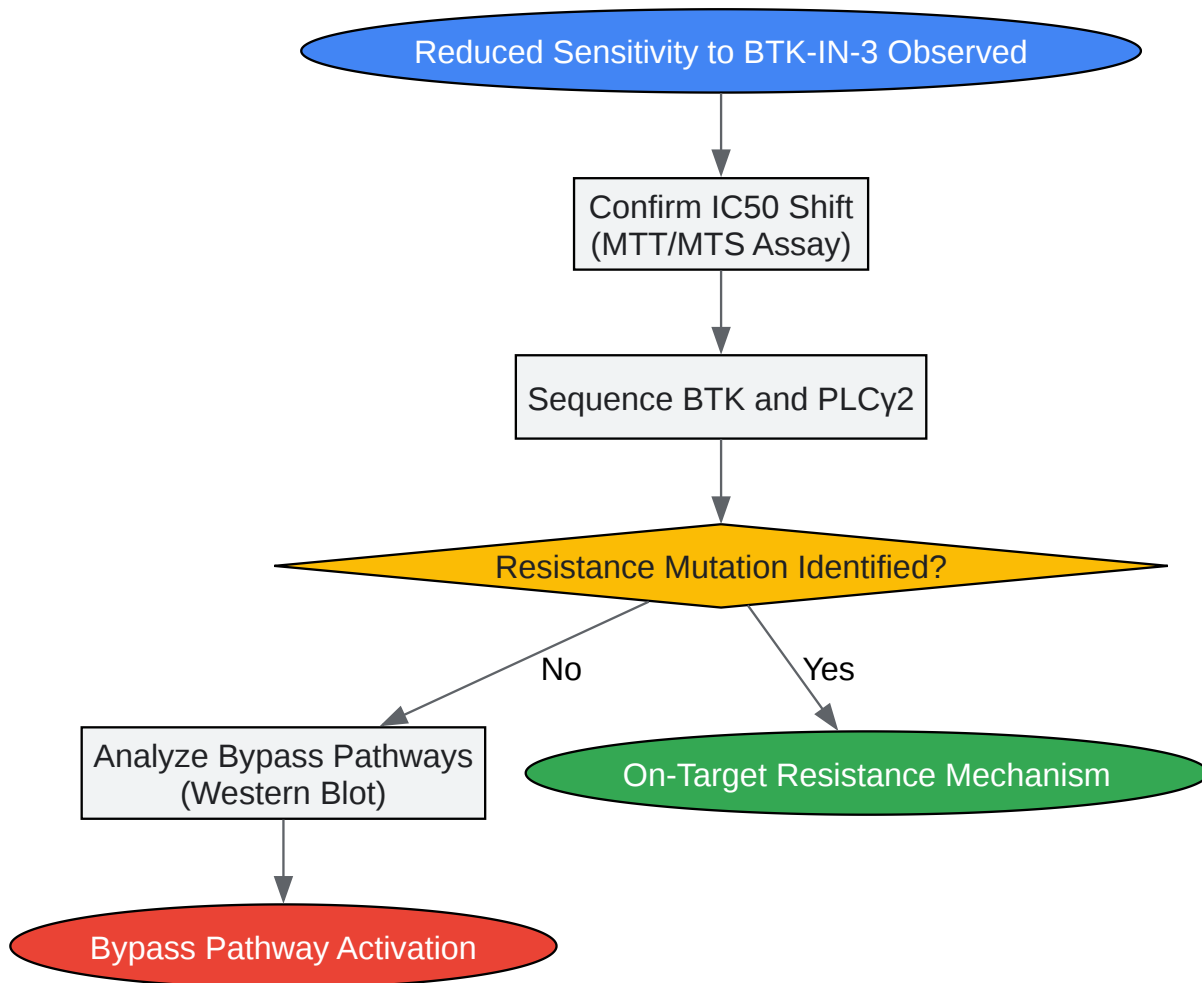 Reduced Sensitivity to BTK-IN-3 Observed
Confirm IC50 Shift
(MTT/MTS Assay)
Sequence BTK and PLCγ2
Resistance Mutation Identified?
No
Yes
Analyze Bypass Pathways
(Western Blot)
On-Target Resistance Mechanism
Bypass Pathway Activation